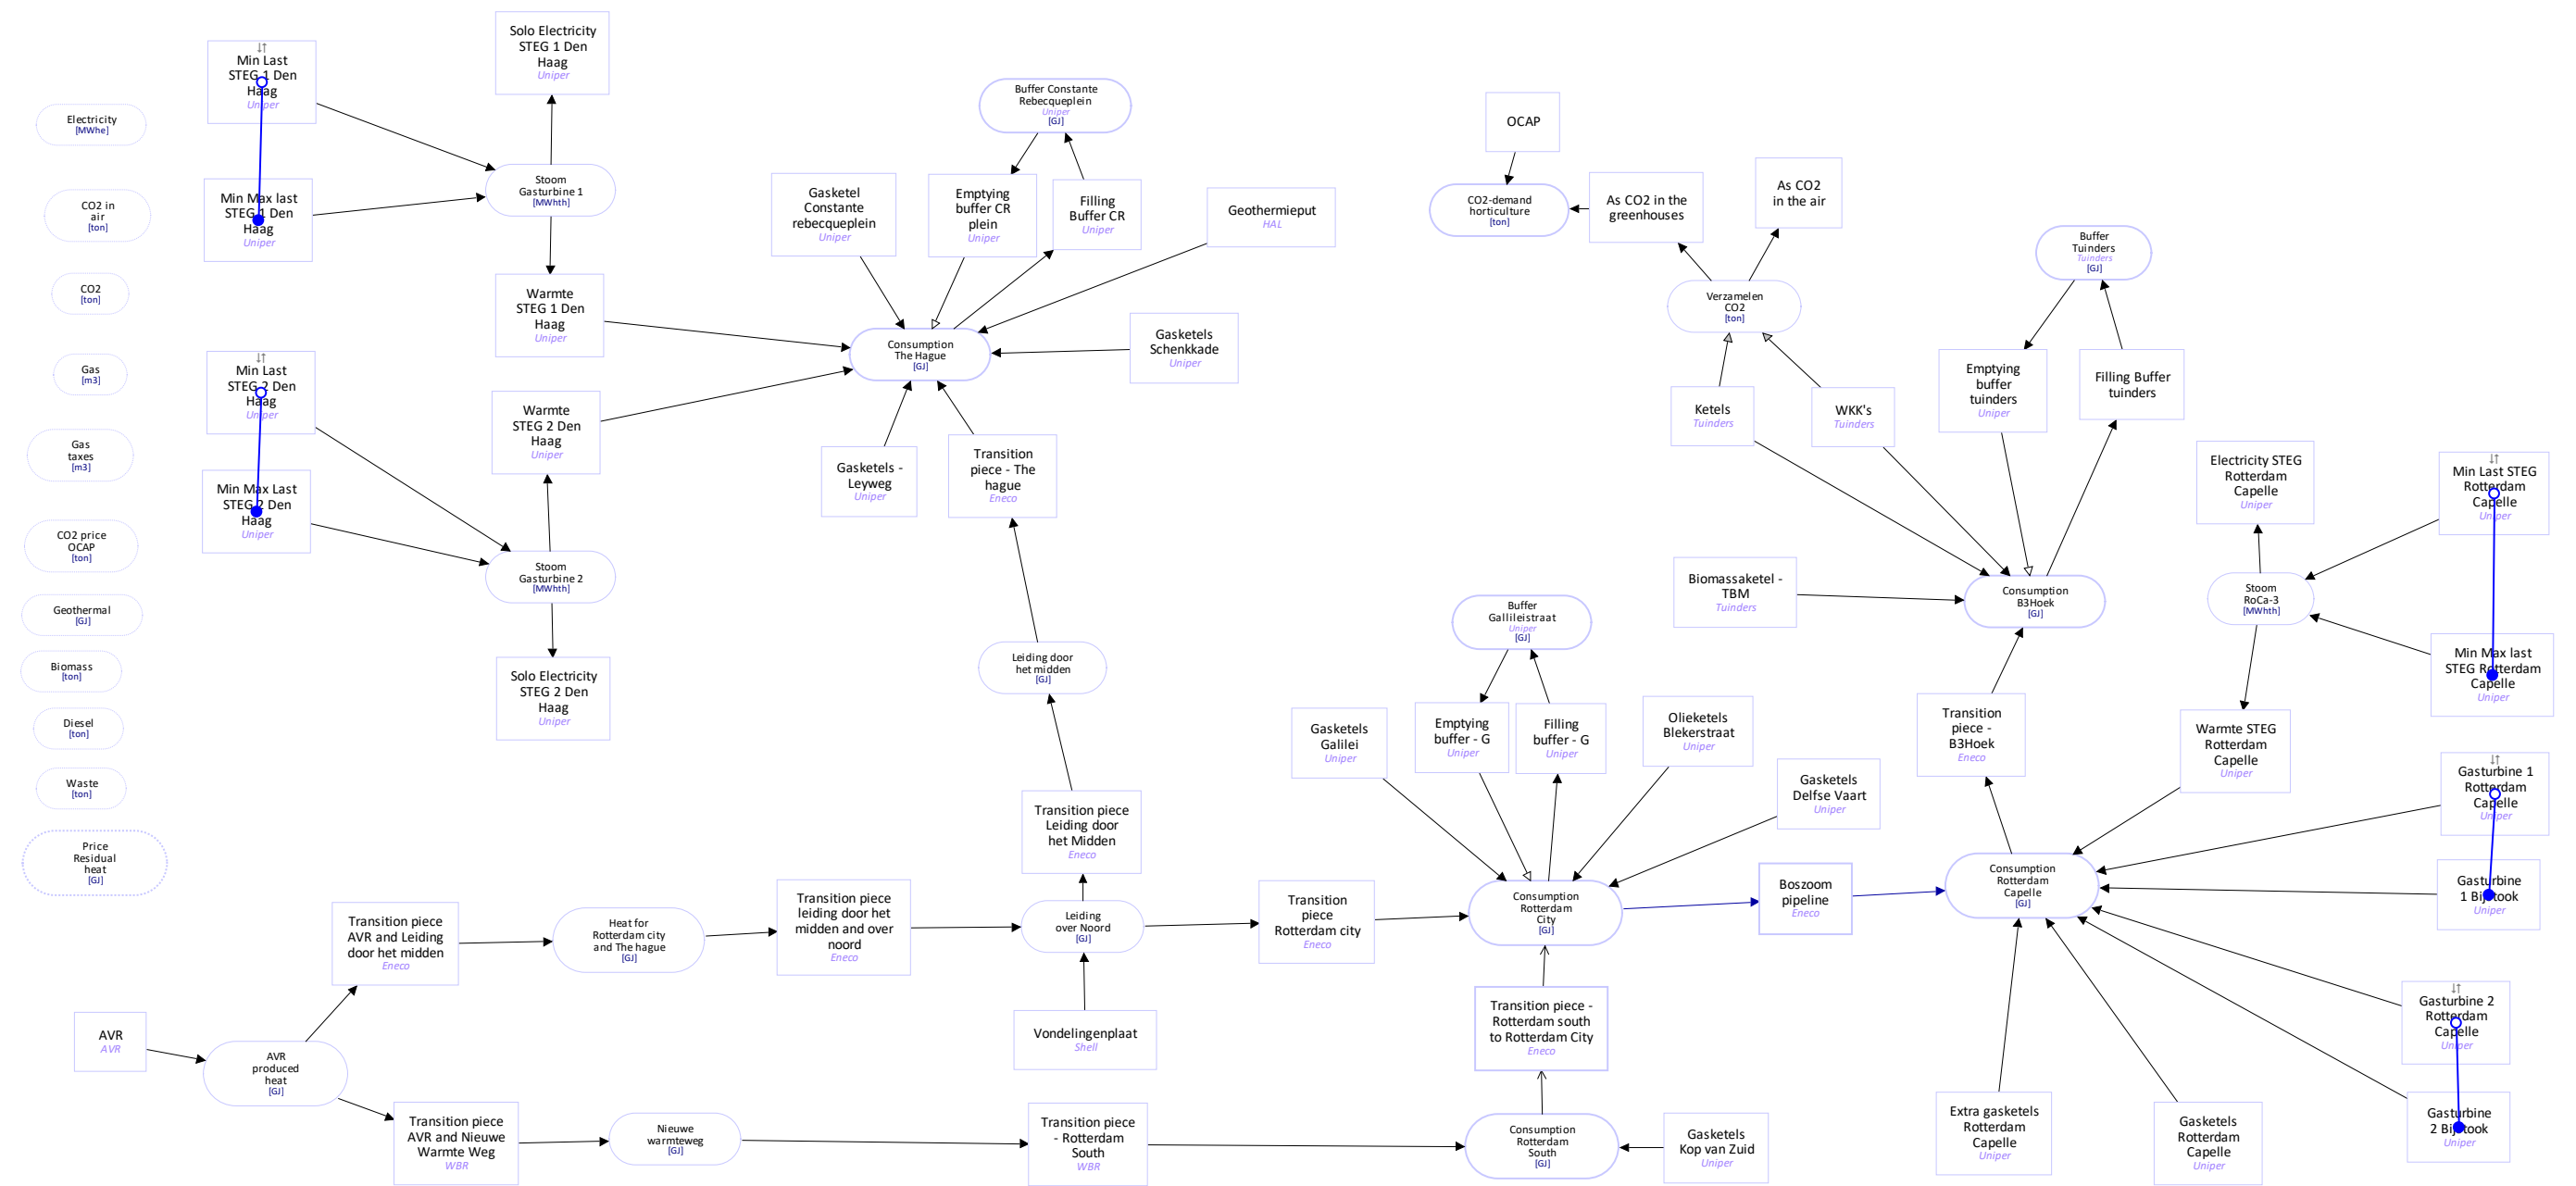 Electricity
[MWhe]
CO2 in
air
[ton]
CO2
[ton]
Gas
[m3]
Gas
taxes
[m3]
CO2 price
OCAP
[ton]
Geothermal
[GJ]
Biomass
[ton]
Diesel
[ton]
Waste
[ton]
Price
Residual
heat
[GJ]
Min Last
STEG 1 Den
Haag
Uniper
Min Max last
STEG 1 Den
Haag
Uniper
Solo Electricity
STEG 1 Den
Haag
Uniper
Stoom
Gasturbine 1
[MWhth]
Warmte
STEG 1 Den
Haag
Uniper
Min Last
STEG 2 Den
Haag
Uniper
Min Max Last
STEG 2 Den
Haag
Uniper
Warmte
STEG 2 Den
Haag
Uniper
Stoom
Gasturbine 2
[MWhth]
Solo Electricity
STEG 2 Den
Haag
Uniper
Buffer Constante
Rebecqueplein
Uniper
[GJ]
Gasketel
Constante
rebecqueplein
Uniper
Emptying
buffer CR
plein
Uniper
Filling
Buffer CR
Uniper
Geothermieput
HAL
Consumption
The Hague
[GJ]
Gasketels
Schenkkade
Uniper
Gasketels -
Leyweg
Uniper
Transition
piece - The
hague
Eneco
Leiding door
het midden
[GJ]
Transition piece
Leiding door
het Midden
Eneco
AVR
AVR
AVR
produced
heat
[GJ]
Transition piece
AVR and Leiding
door het midden
Eneco
Heat for
Rotterdam city
and The hague
[GJ]
Transition piece
leiding door het
midden and over
noord
Eneco
Leiding
over Noord
[GJ]
Vondelingenplaat
Shell
Transition piece
AVR and Nieuwe
Warmte Weg
WBR
Nieuwe
warmteweg
[GJ]
Transition piece
- Rotterdam
South
WBR
Transition
piece
Rotterdam city
Eneco
Buffer
Gallileistraat
Uniper
[GJ]
Gasketels
Galilei
Uniper
Emptying
buffer - G
Uniper
Filling
buffer - G
Uniper
Olieketels
Blekerstraat
Uniper
Gasketels
Delfse Vaart
Uniper
Consumption
Rotterdam
City
[GJ]
Boszoom
pipeline
Eneco
Transition piece -
Rotterdam south
to Rotterdam City
Eneco
Consumption
Rotterdam
South
[GJ]
Gasketels
Kop van Zuid
Uniper
OCAP
CO2-demand
horticulture
[ton]
As CO2 in the
greenhouses
As CO2
in the air
Verzamelen
CO2
[ton]
Ketels
Tuinders
WKK's
Tuinders
Buffer
Tuinders
Tuinders
[GJ]
Emptying
buffer
tuinders
Uniper
Filling Buffer
tuinders
Biomassaketel -
TBM
Tuinders
Consumption
B3Hoek
[GJ]
Transition
piece -
B3Hoek
Eneco
Electricity STEG
Rotterdam
Capelle
Uniper
Stoom
RoCa-3
[MWhth]
Warmte STEG
Rotterdam
Capelle
Uniper
Min Last STEG
Rotterdam
Capelle
Uniper
Min Max last
STEG Rotterdam
Capelle
Uniper
Gasturbine 1
Rotterdam
Capelle
Uniper
Gasturbine
1 Bijstook
Uniper
Consumption
Rotterdam
Capelle
[GJ]
Gasturbine 2
Rotterdam
Capelle
Uniper
Gasturbine
2 Bijstook
Uniper
Extra gasketels
Rotterdam
Capelle
Uniper
Gasketels
Rotterdam
Capelle
Uniper